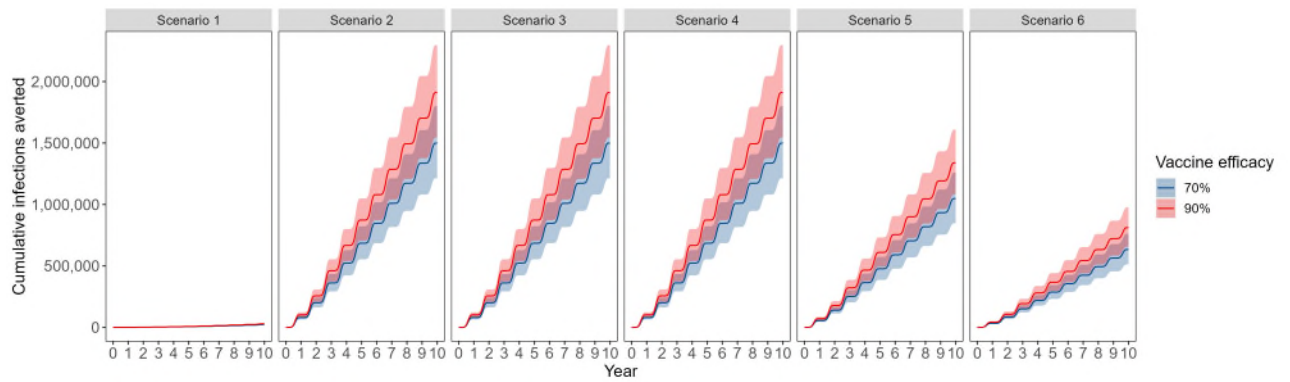 Scenario 1
Scenario 2
Scenario 3
Scenario 4
Scenario 5
Scenario 6
Cumulative infections averted
2,000,000
1,500,000
1,000,000
500,000
0
0 1 2 3 4 5 6 7 8 9 10
0 1 2 3 4 5 6 7 8 9 10
0 1 2 3 4 5 6 7 8 9 10
0 1 2 3 4 5 6 7 8 9 10
0 1 2 3 4 5 6 7 8 9 10
0 1 2 3 4 5 6 7 8 9 10
Year
Vaccine efficacy
70%
90%